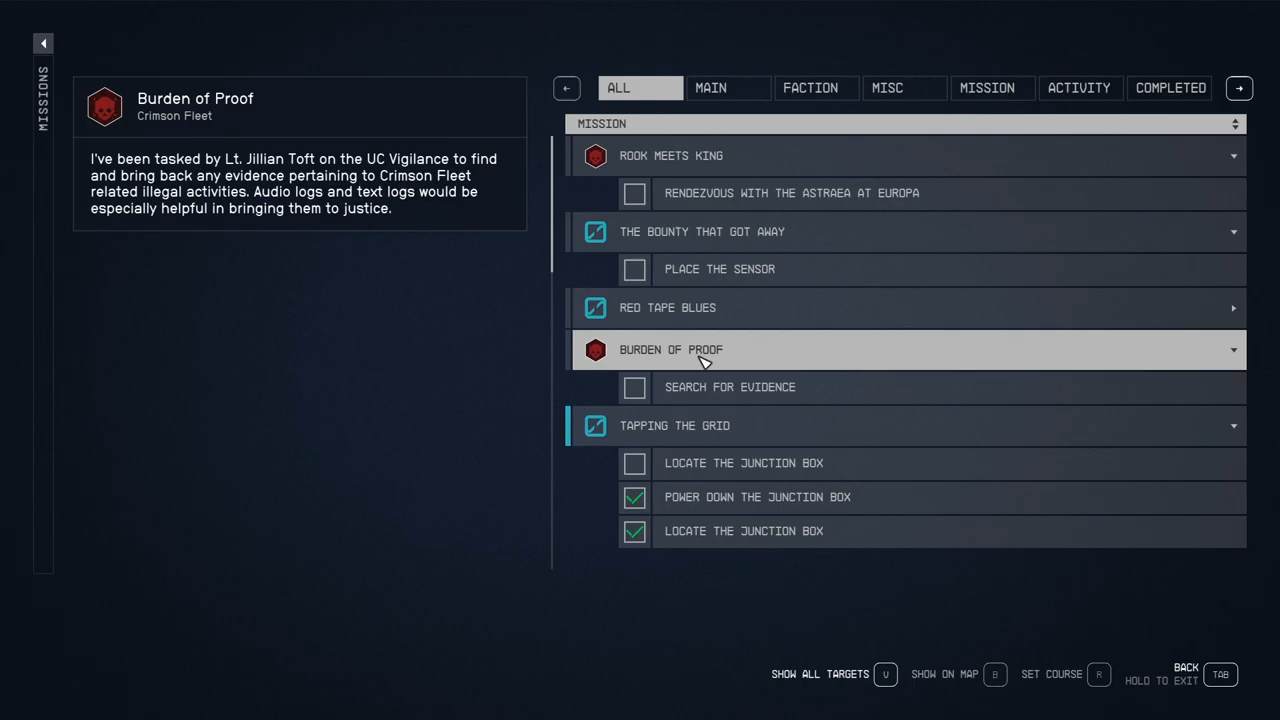 MISSIONS
Burden of Proof
Crimson Fleet
I've been tasked by Lt. Jillian Toft on the UC Vigilance to find
and bring back any evidence pertaining to Crimson Fleet
related illegal activities. Audio logs and text logs would be
especially helpful in bringing them to justice.
ALL MAIN FACTION MISC MISSION ACTIVITY COMPLETED
MISSION
ROOK MEETS KING
RENDEZVOUS WITH THE ASTRAEA AT EUROPA
THE BOUNTY THAT GOT AWAY
PLACE THE SENSOR
RED TAPE BLUES
BURDEN OF PROOF
SEARCH FOR EVIDENCE
TAPPING THE GRID
LOCATE THE JUNCTION BOX
POWER DOWN THE JUNCTION BOX
LOCATE THE JUNCTION BOX
SHOW ALL TARGETS V SHOW ON MAP B SET COURSE R BACK TAB
HOLD TO EXIT